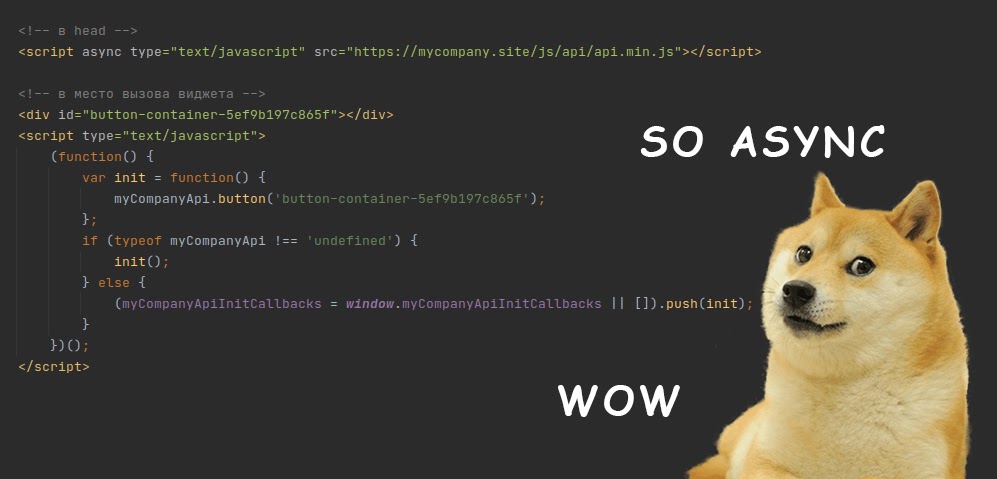 <!-- в head -->
<script async type="text/javascript" src="https://mycompany.site/js/api/api.min.js"></script>
<!-- в место вызова виджета -->
<div id="button-container-5ef9b197c865f"></div>
<script type="text/javascript">
(function() {
var init = function() {
myCompanyApi.button('button-container-5ef9b197c865f');
};
if (typeof myCompanyApi !== 'undefined') {
init();
} else {
(myCompanyApiInitCallbacks = window.myCompanyApiInitCallbacks || []).push(init);
}
})();
</script>
SO ASYNC
WOW